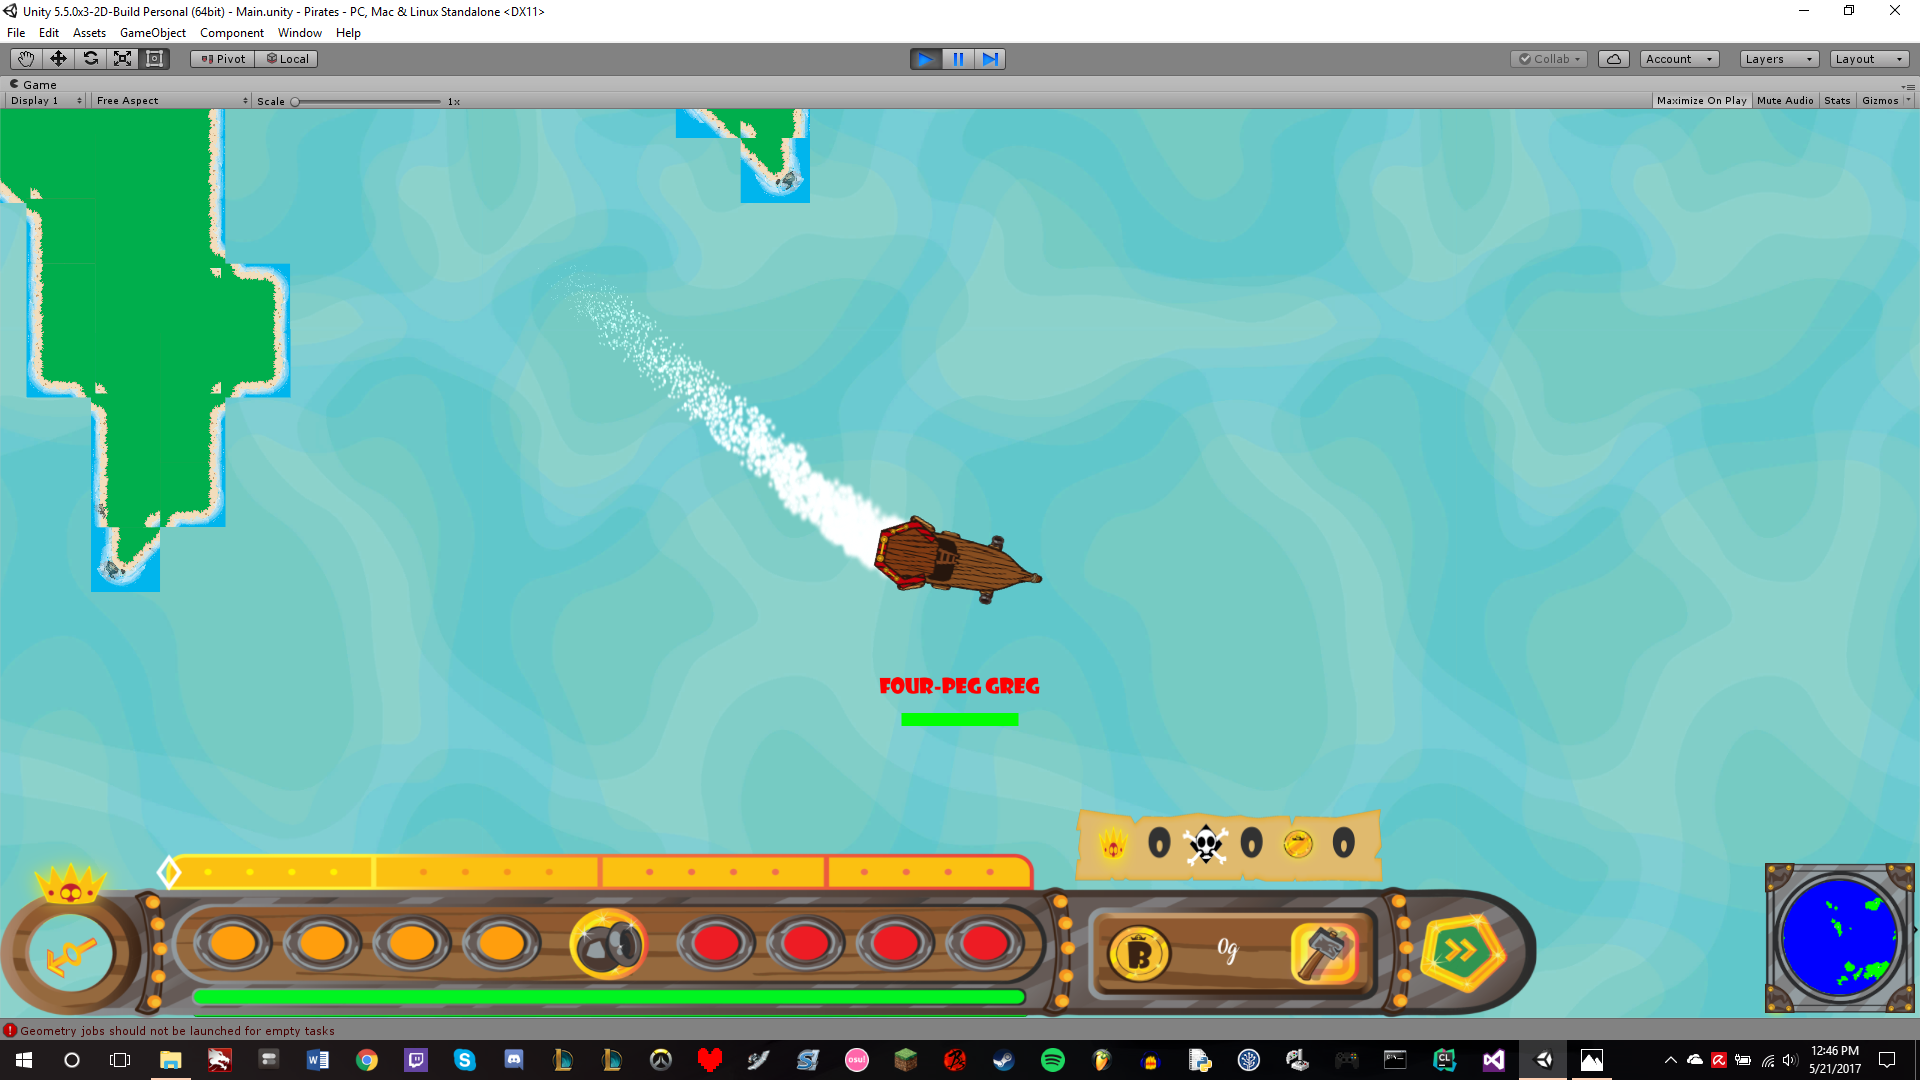 Unity 5.5.0x3-2D-Build Personal (64bit) - Main.unity - Pirates - PC, Mac & Linux Standalone <DX11>
File Edit Assets GameObject Component Window Help
Pivot Local Collab Account Layers Layout
Game
Display 1 Free Aspect Scale 1x Maximize On Play Mute Audio Stats Gizmos
FOUR-PEG GREG
0 0 0
B 0g
Geometry jobs should not be launched for empty tasks
12:46 PM
5/21/2017